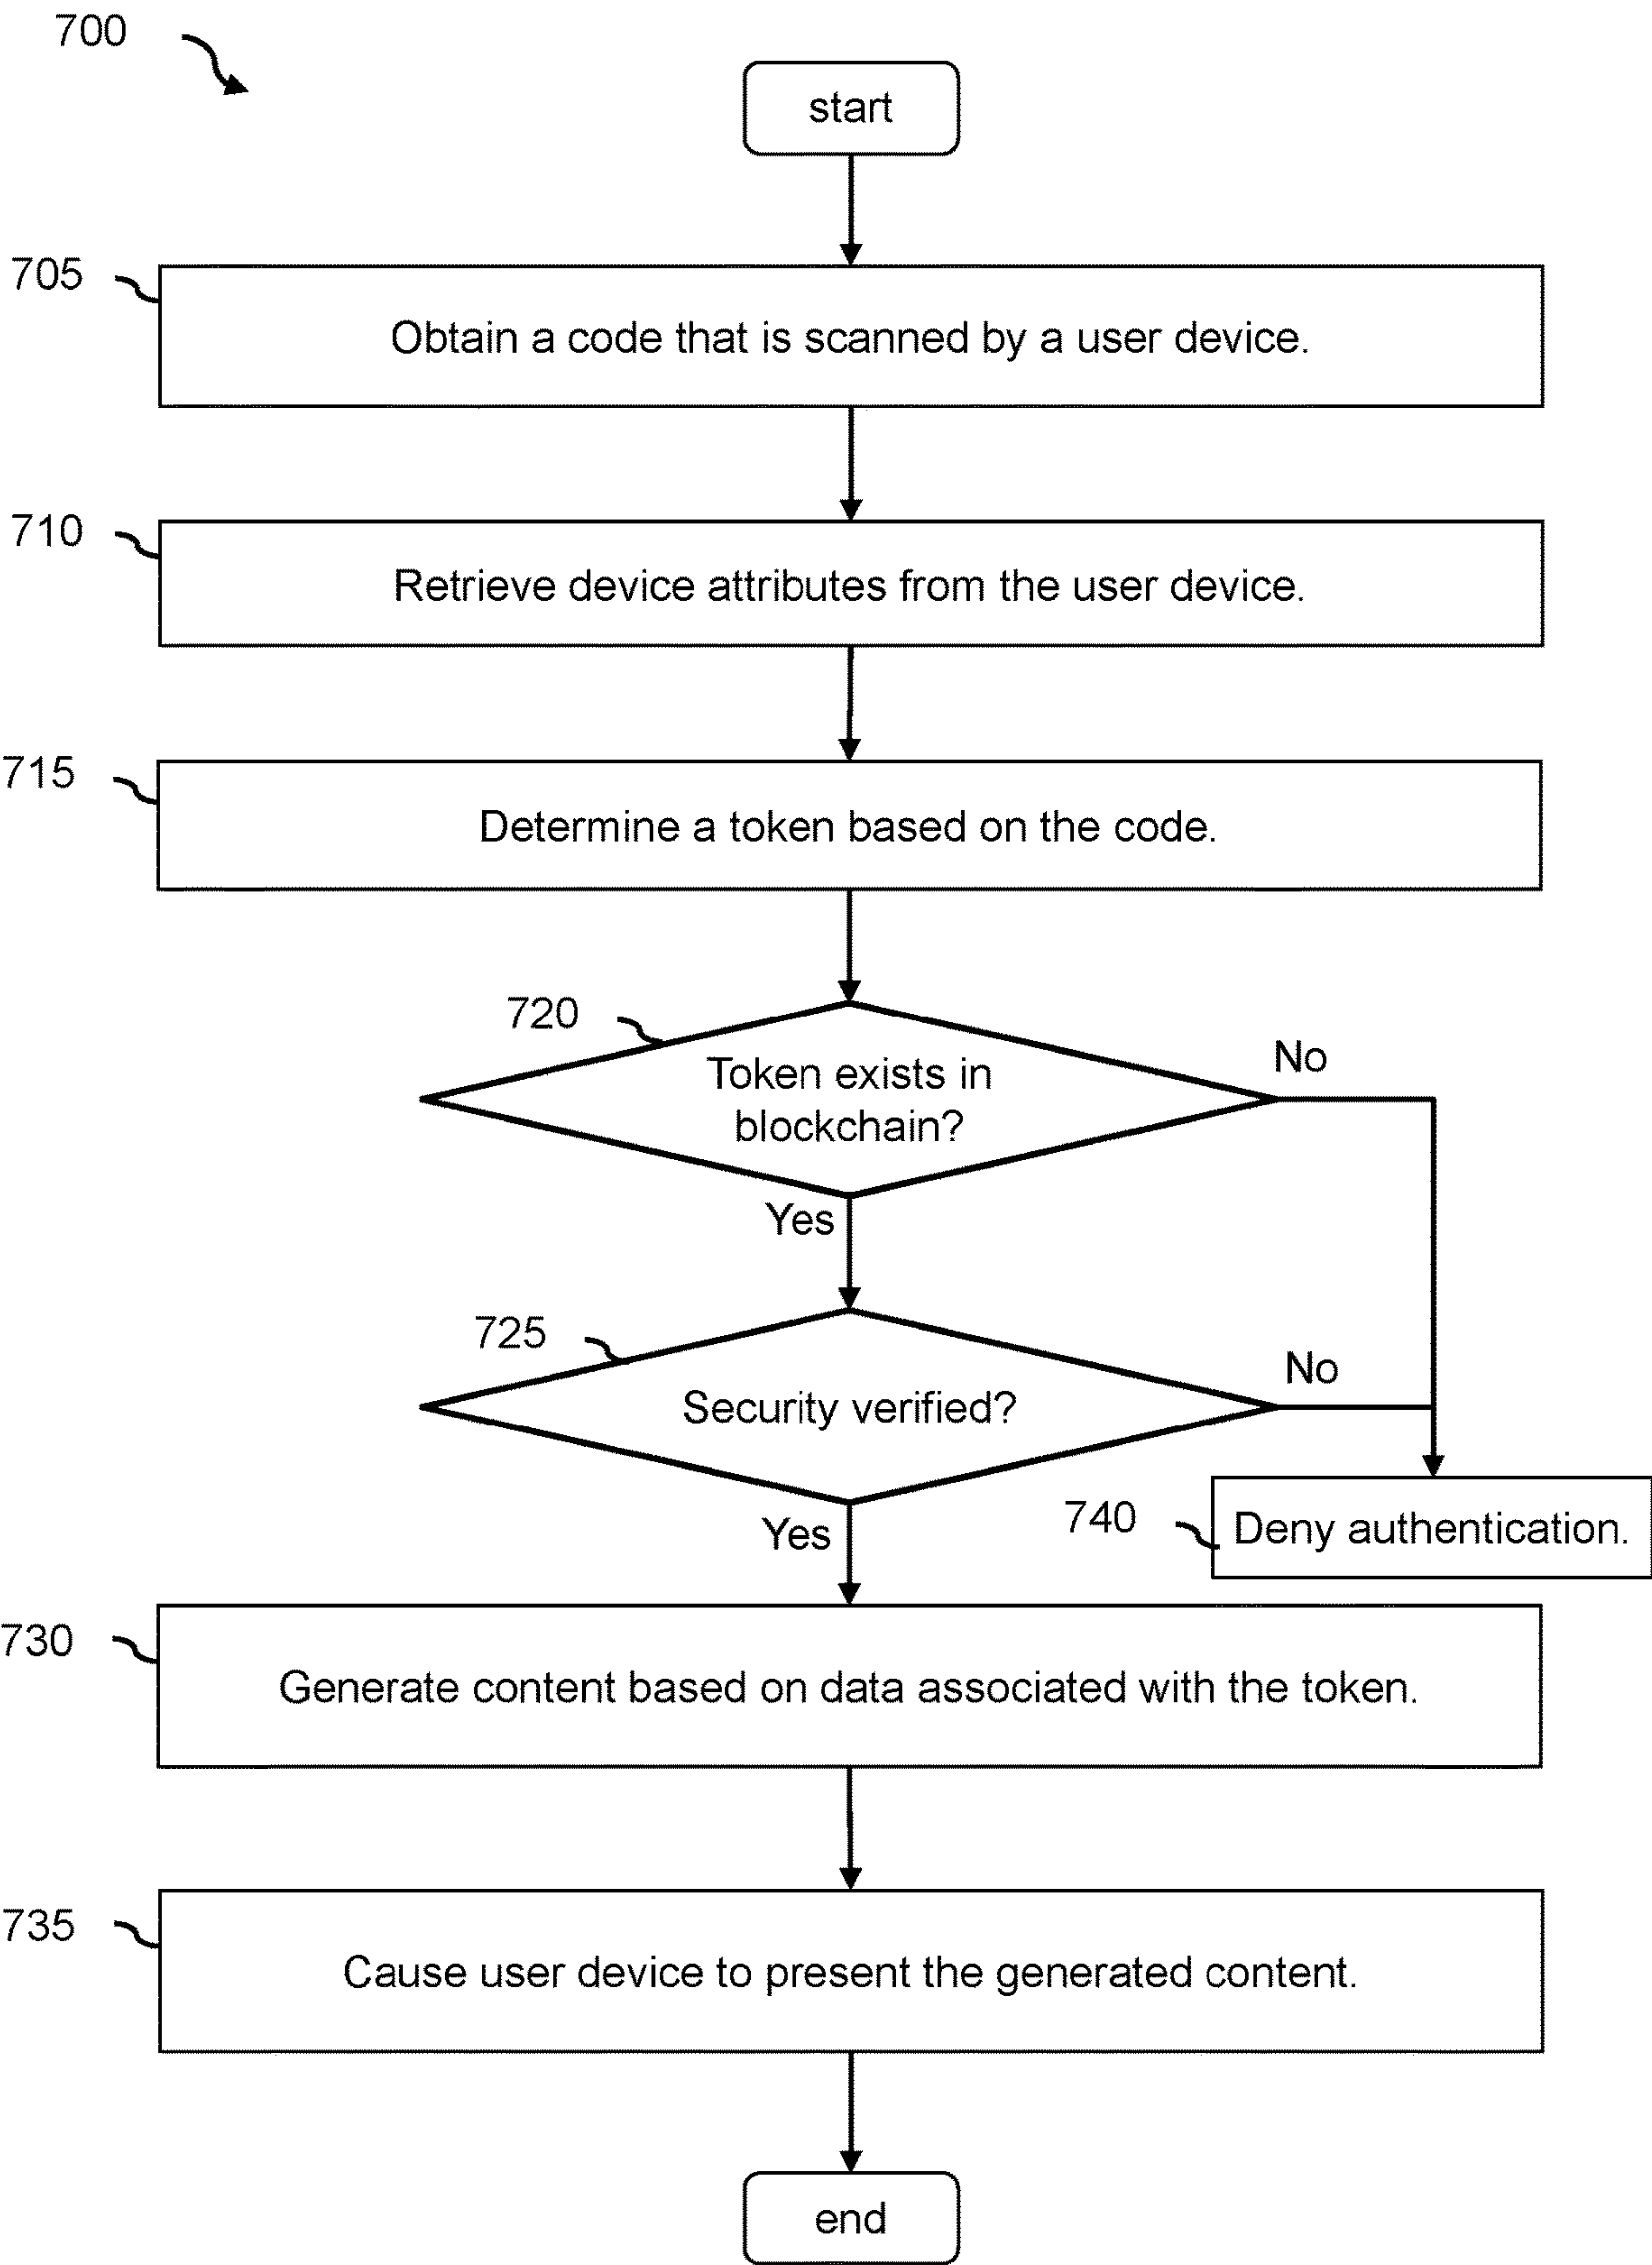 700
start
705
Obtain a code that is scanned by a user device.
710
Retrieve device attributes from the user device.
715
Determine a token based on the code.
720
Token exists in
blockchain?
No
Yes
725
Security verified?
No
Yes
740
Deny authentication.
730
Generate content based on data associated with the token.
735
Cause user device to present the generated content.
end